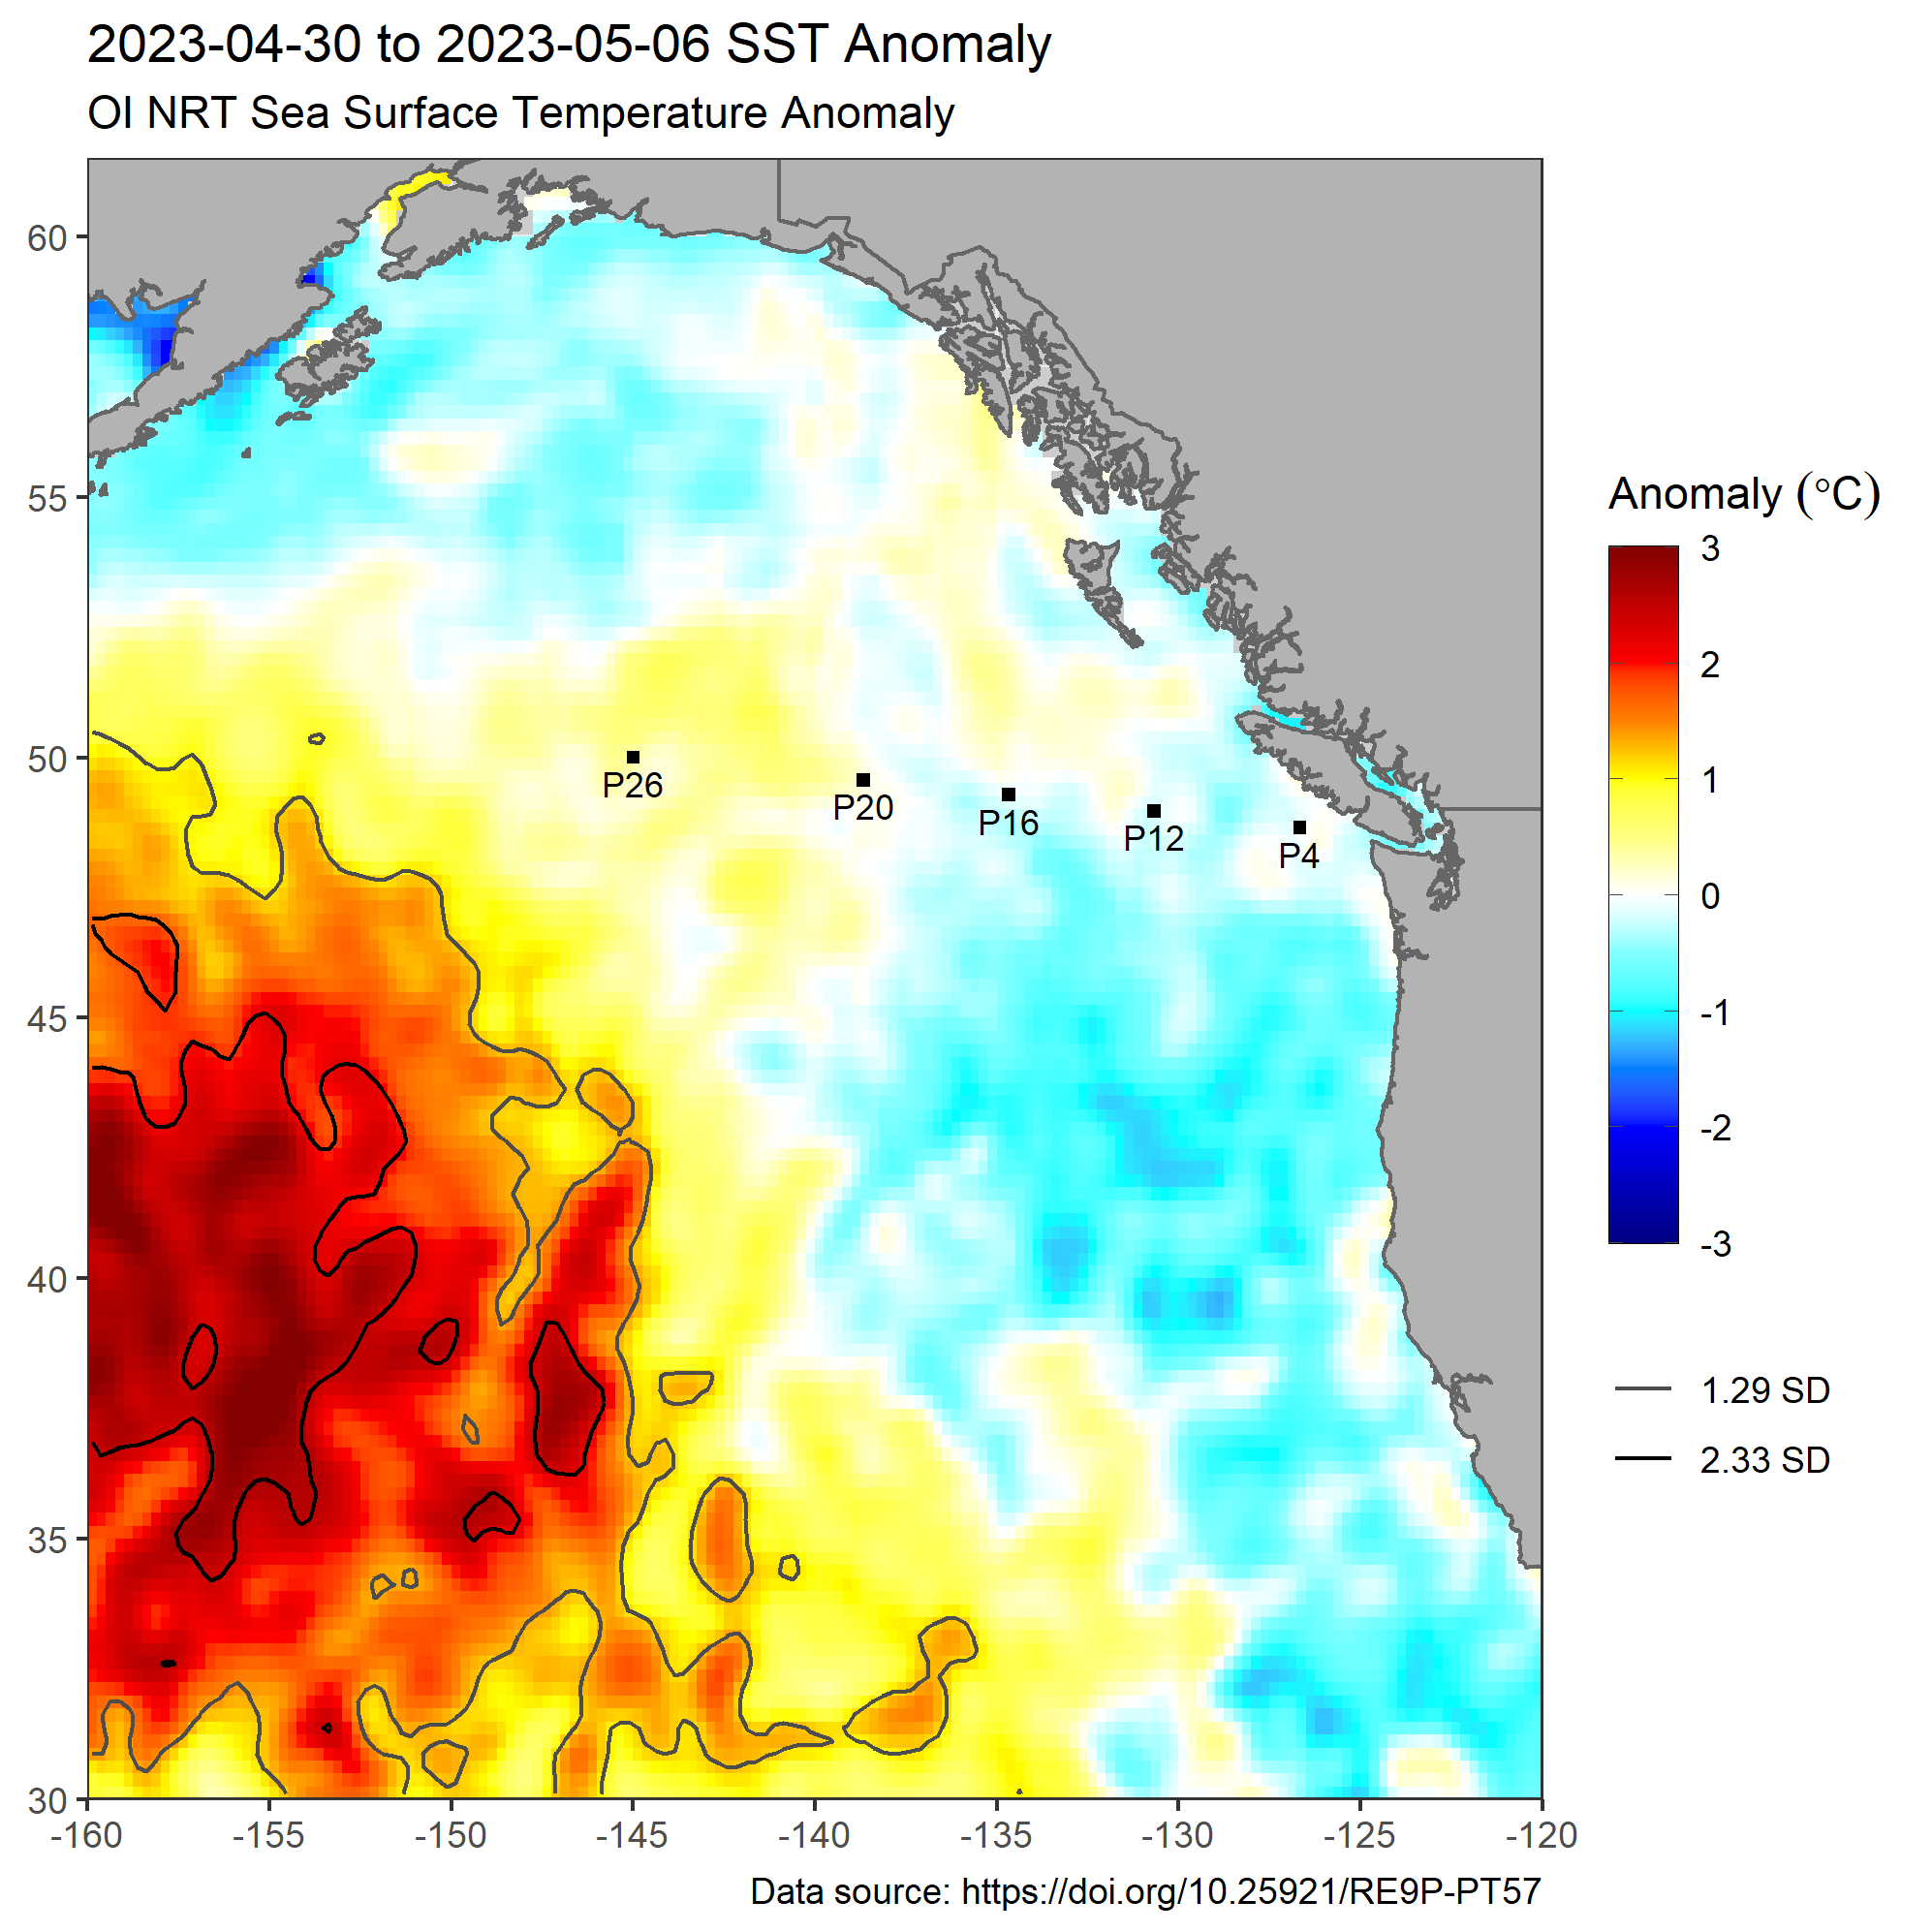 2023-04-30 to 2023-05-06 SST Anomaly
OI NRT Sea Surface Temperature Anomaly
60
55
50
45
40
35
30
-160
-155
-150
-145
-140
-135
-130
-125
-120
P26
P20
P16
P12
P4
Anomaly (°C)
3
2
1
0
-1
-2
-3
1.29 SD
2.33 SD
Data source: https://doi.org/10.25921/RE9P-PT57